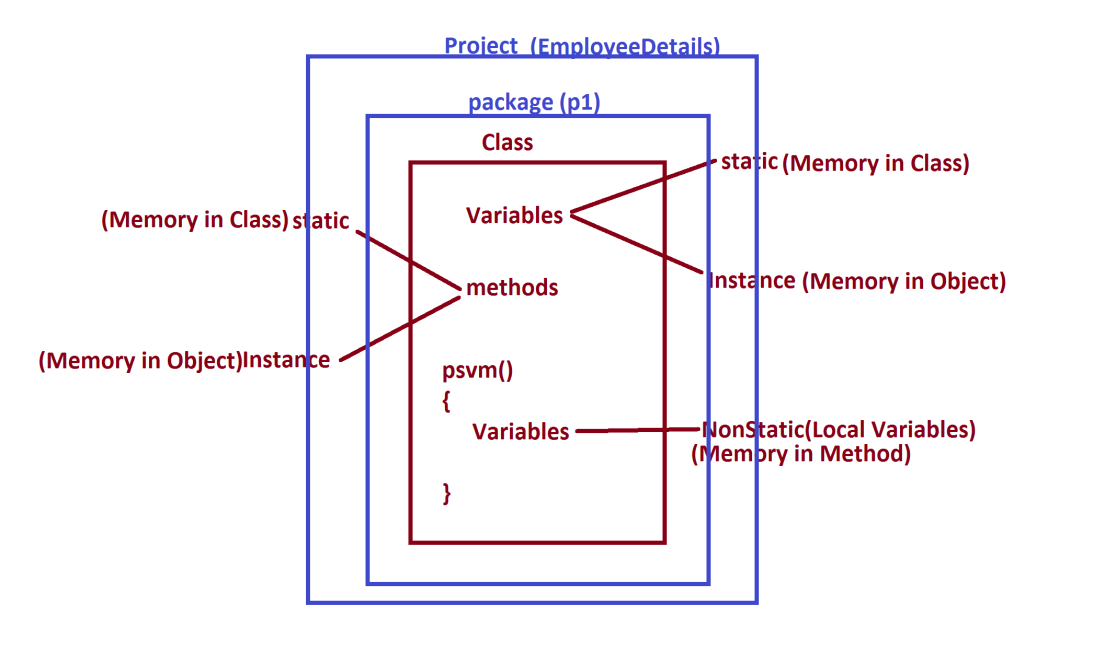 Project (EmployeeDetails)
package (p1)
Class
static (Memory in Class)
Variables
(Memory in Class) static
Instance (Memory in Object)
methods
(Memory in Object)Instance
psvm()
{
Variables
NonStatic(Local Variables)
(Memory in Method)
}